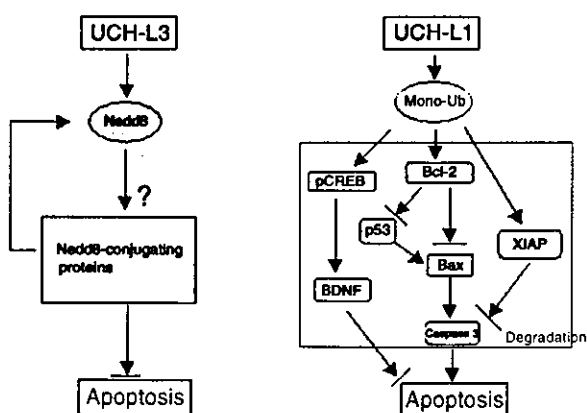 UCH-L3
Nedd8
?
Nedd8-conjugating
proteins
Apoptosis
UCH-L1
Mono-Ub
pCREB
Bcl-2
p53
XIAP
Bax
BDNF
Caspase 3
Degradation
Apoptosis